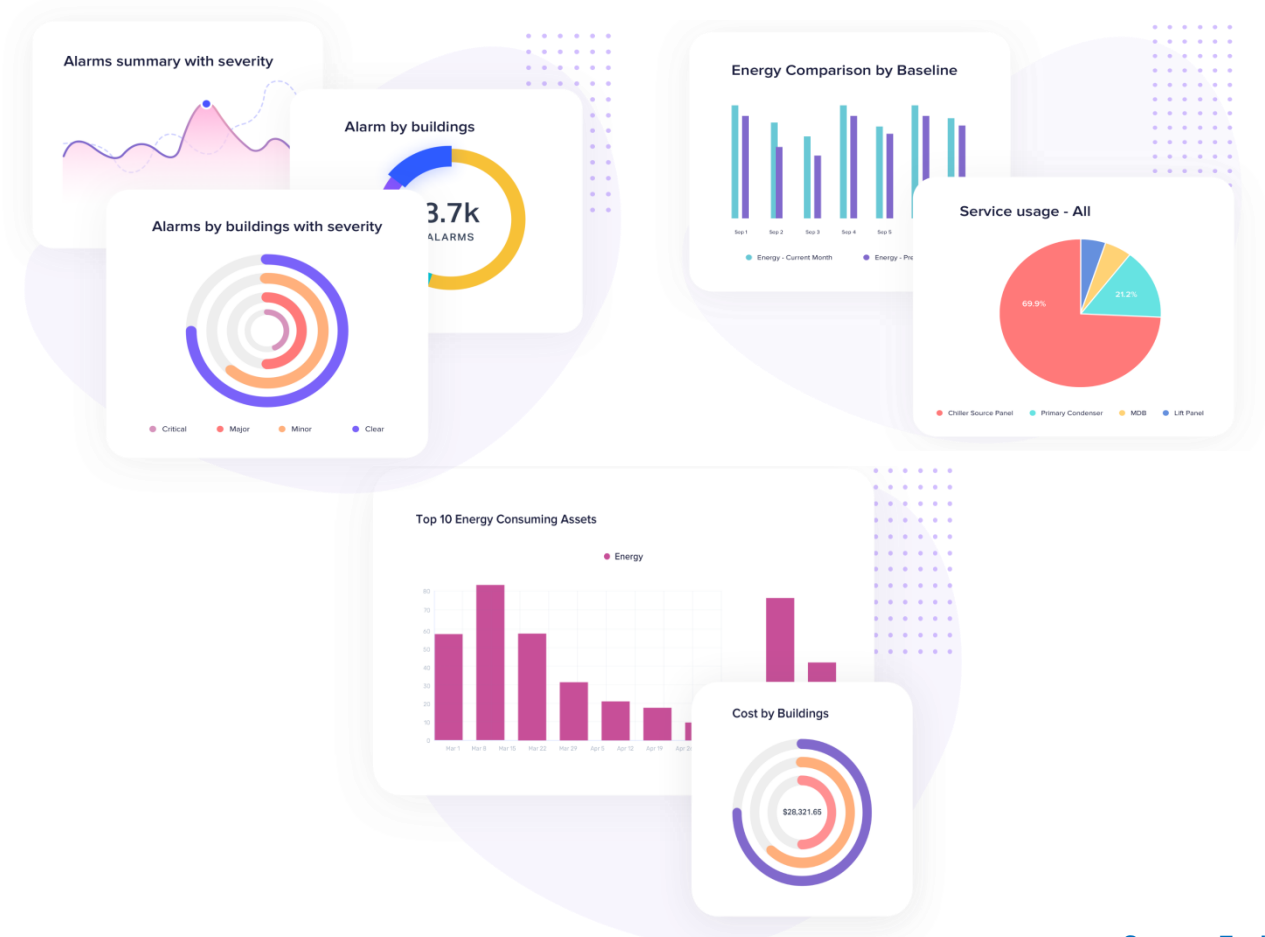 Alarms summary with severity
Alarm by buildings
ALARMS
Alarms by buildings with severity
Critical Major Minor Clear
Energy Comparison by Baseline
Sep 1 Sep 2 Sep 3 Sep 4 Sep 5
Energy - Current Month Energy -
Service usage - All
69.9%
21.2%
Chiller Source Panel Primary Condenser MDB Lift Panel
Top 10 Energy Consuming Assets
Energy
80
70
60
50
40
30
20
10
0
Mar 1 Mar 8 Mar 15 Mar 22 Mar 29 Apr 5 Apr 12 Apr 19 Apr
Cost by Buildings
$28,321.65